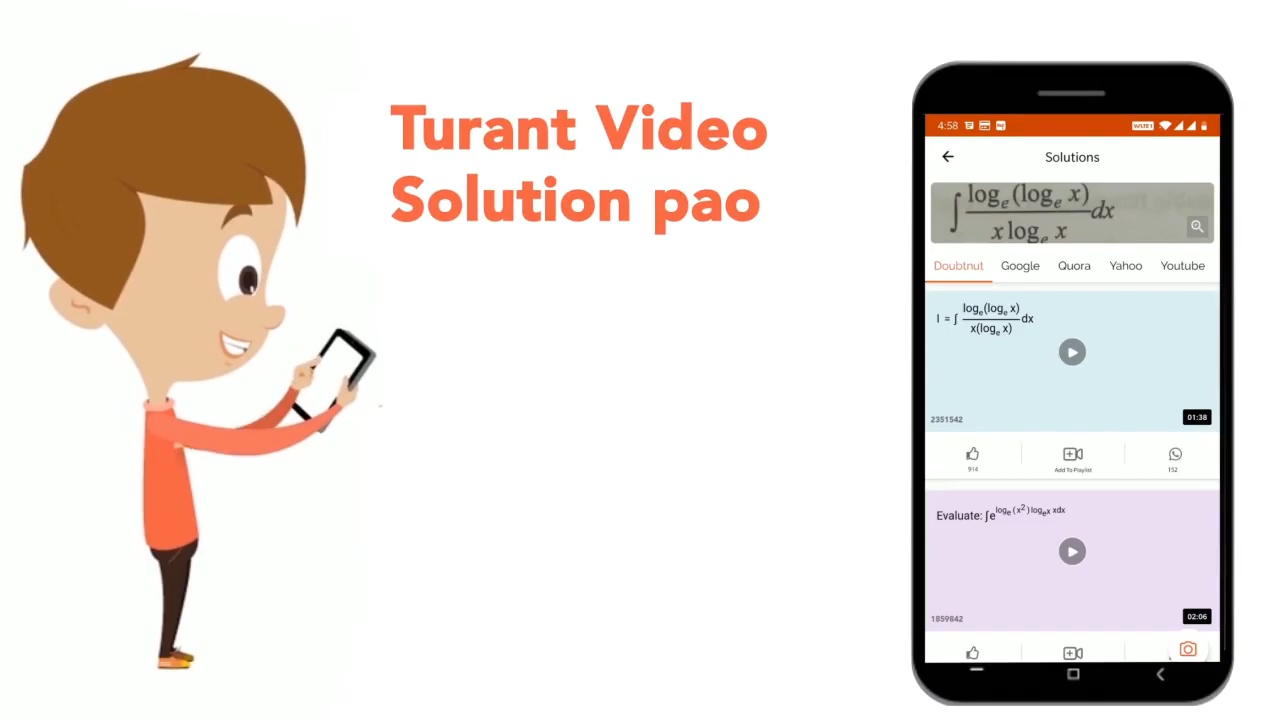 Turant Video
Solution pao
4:58
VoLTE1
Solutions
∫ logₑ(logₑ x) / x logₑ x dx
Doubtnut Google Quora Yahoo Youtube
I = ∫ logₑ(logₑ x) / x(logₑ x) dx
2351542 01:38
914 Add To Playlist 152
Evaluate: ∫e^logₑ(x²)logₑx xdx
1859842 02:06